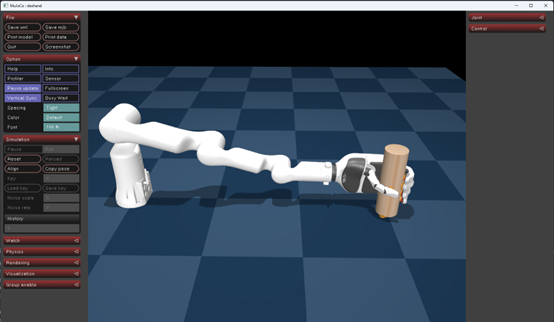 MuJoCo - dexhand
File
Save xml Save mjb
Print model Print data
Quit Screenshot
Option
Help Info
Profiler Sensor
Pause update Fullscreen
Vertical Sync Busy Wait
Spacing Tight
Color Default
Font 100 %
Simulation
Pause Run
Reset Reload
Align Copy pose
Key
Load key Save key
Noise scale
Noise rate
History
Watch
Physics
Rendering
Visualization
Group enable
Joint
Control